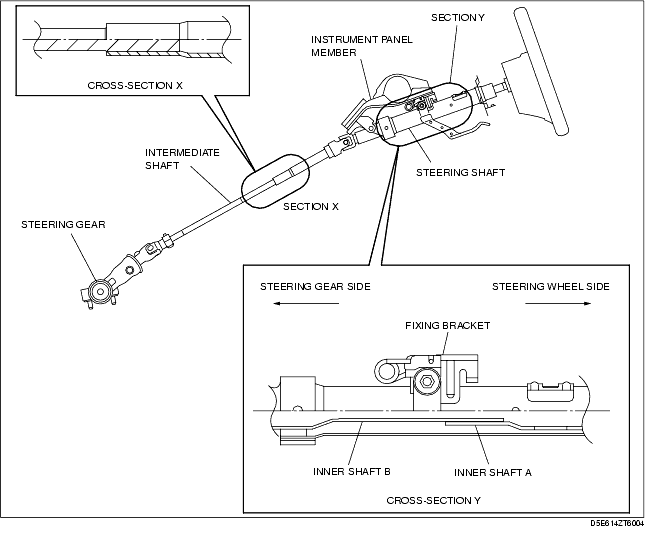 SECTION Y
INSTRUMENT PANEL
MEMBER
CROSS-SECTION X
INTERMEDIATE
SHAFT
STEERING SHAFT
SECTION X
STEERING GEAR
STEERING GEAR SIDE
STEERING WHEEL SIDE
FIXING BRACKET
INNER SHAFT B
INNER SHAFT A
CROSS-SECTION Y
D5E614ZT6004